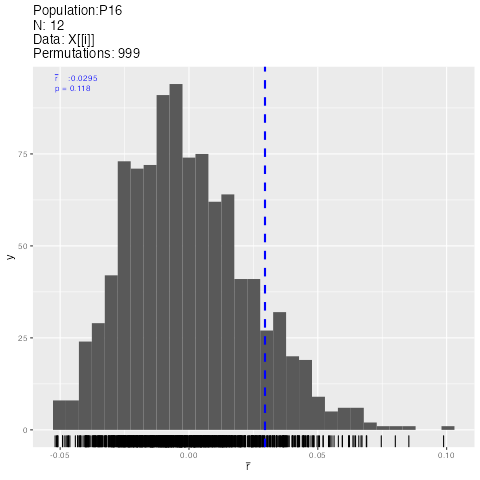 Population:P16
N: 12
Data: X[[i]]
Permutations: 999
r̄ :0.0295
p = 0.118
75
50
25
0
y
-0.05 0.00 0.05 0.10
r̄